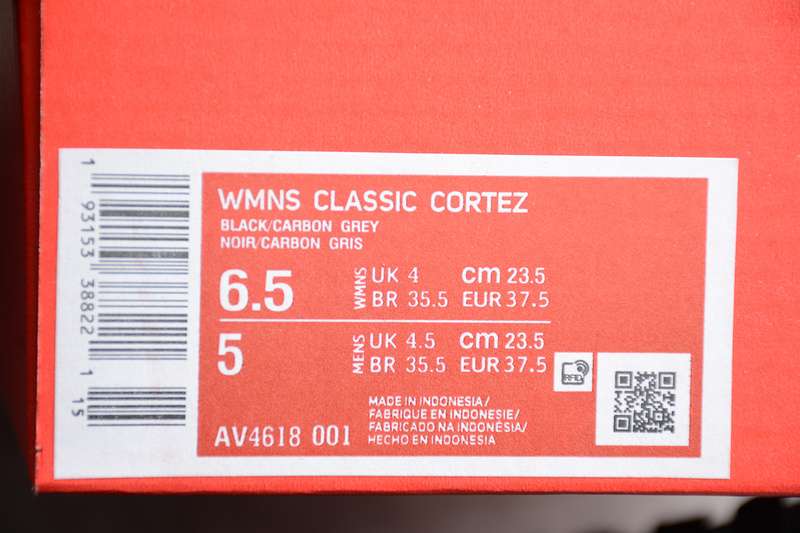 WMNS CLASSIC CORTEZ
BLACK/CARBON GREY
NOIR/CARBON GRIS
6.5 WMNS UK 4 cm 23.5
BR 35.5 EUR 37.5
5 MENS UK 4.5 cm 23.5
BR 35.5 EUR 37.5
RFID
MADE IN INDONESIA/
FABRIQUE EN INDONESIE/
FABRICADO NA INDONÉSIA/
HECHO EN INDONESIA
AV4618 001
1 93153 38822 1 15